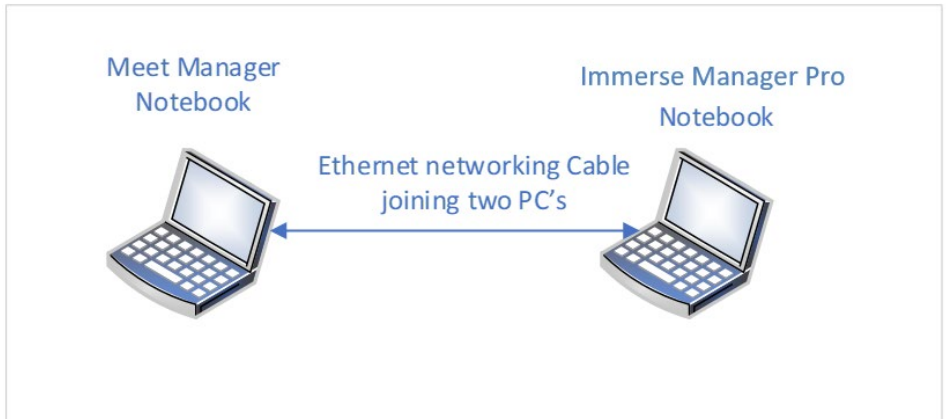 Meet Manager
Notebook
Immerse Manager Pro
Notebook
Ethernet networking Cable
joining two PC’s